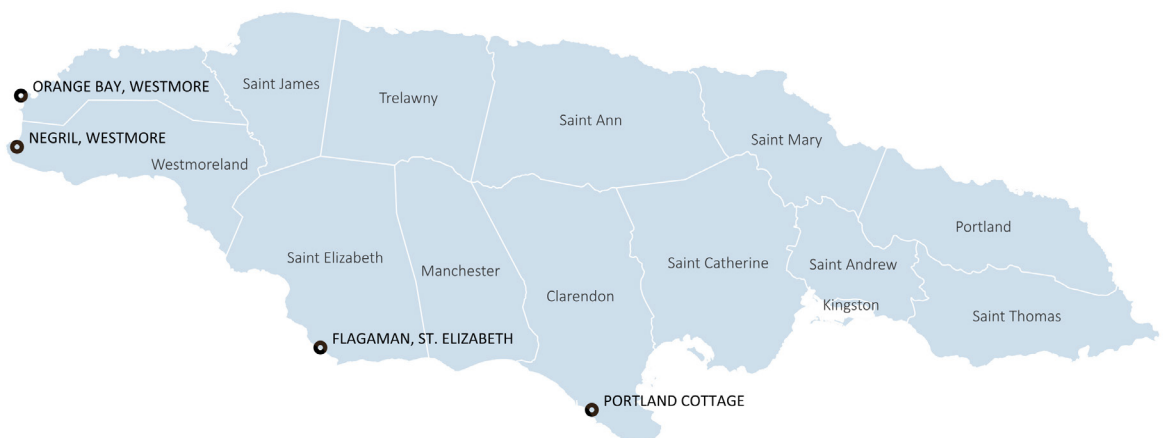 Saint James
ORANGE BAY, WESTMORE
Trelawny
Saint Ann
NEGRIL, WESTMORE
Saint Mary
Westmoreland
Portland
Saint Elizabeth
Manchester
Saint Catherine
Saint Andrew
Clarendon
Kingston
Saint Thomas
FLAGAMAN, ST. ELIZABETH
PORTLAND COTTAGE